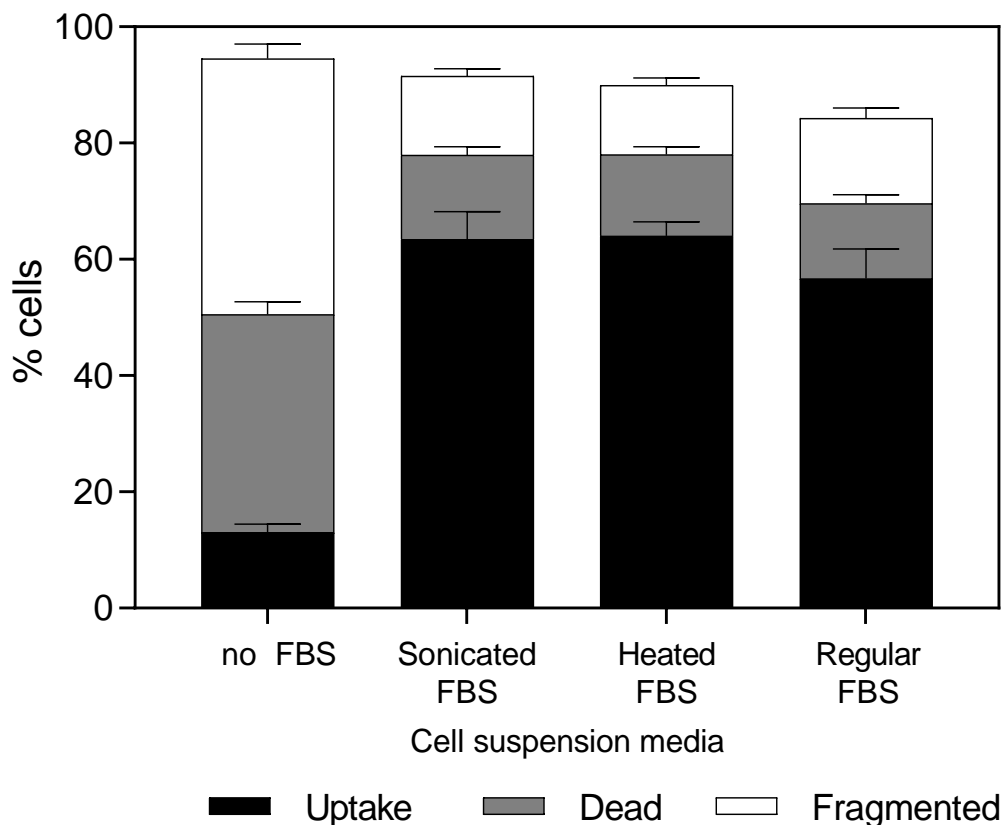 100
80
60
40
20
0
% cells
no FBS
Sonicated FBS
Heated FBS
Regular FBS
Cell suspension media
Uptake
Dead
Fragmented